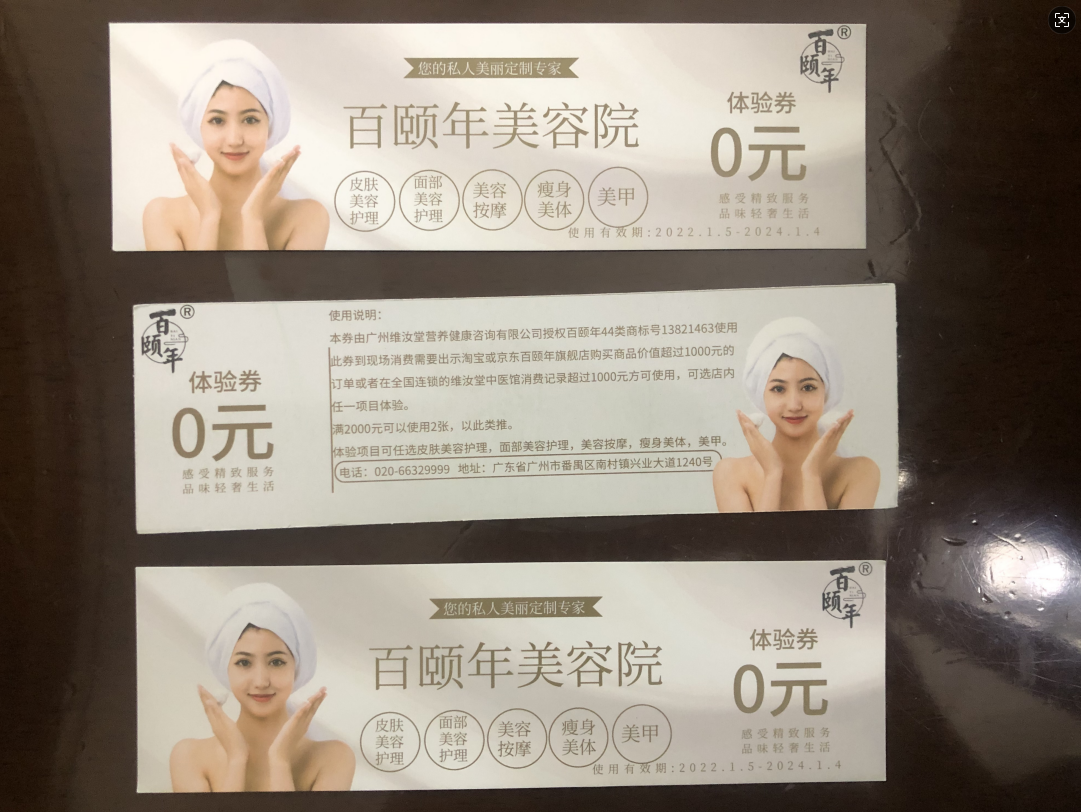 您的私人美丽定制专家
百颐年美容院
皮肤
美容
护理
面部
美容
护理
美容
按摩
瘦身
美体
美甲
使用有效期:2022.1.5-2024.1.4
百颐年®
体验券
0元
感受精致服务
品味轻奢生活
百颐年®
体验券
0元
感受精致服务
品味轻奢生活
使用说明：
本券由广州维汝堂营养健康咨询有限公司授权百颐年44类商标号13821463使用
此券到现场消费需要出示淘宝或京东百颐年旗舰店购买商品价值超过1000元的
订单或者在全国连锁的维汝堂中医馆消费记录超过1000元方可使用，可选店内
任一项目体验。
满2000元可以使用2张，以此类推。
体验项目可任选皮肤美容护理，面部美容护理，美容按摩，瘦身美体，美甲。
电话：020-66329999 地址：广东省广州市番禺区南村镇兴业大道1240号
您的私人美丽定制专家
百颐年美容院
皮肤
美容
护理
面部
美容
护理
美容
按摩
瘦身
美体
美甲
使用有效期:2022.1.5-2024.1.4
百颐年®
体验券
0元
感受精致服务
品味轻奢生活